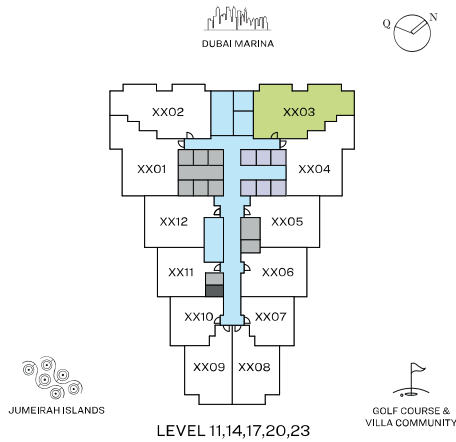 DUBAI MARINA
Q N
XX02
XX03
XX01
XX04
XX12
XX05
XX11
XX06
XX10
XX07
XX09
XX08
JUMEIRAH ISLANDS
GOLF COURSE &
VILLA COMMUNITY
LEVEL 11,14,17,20,23